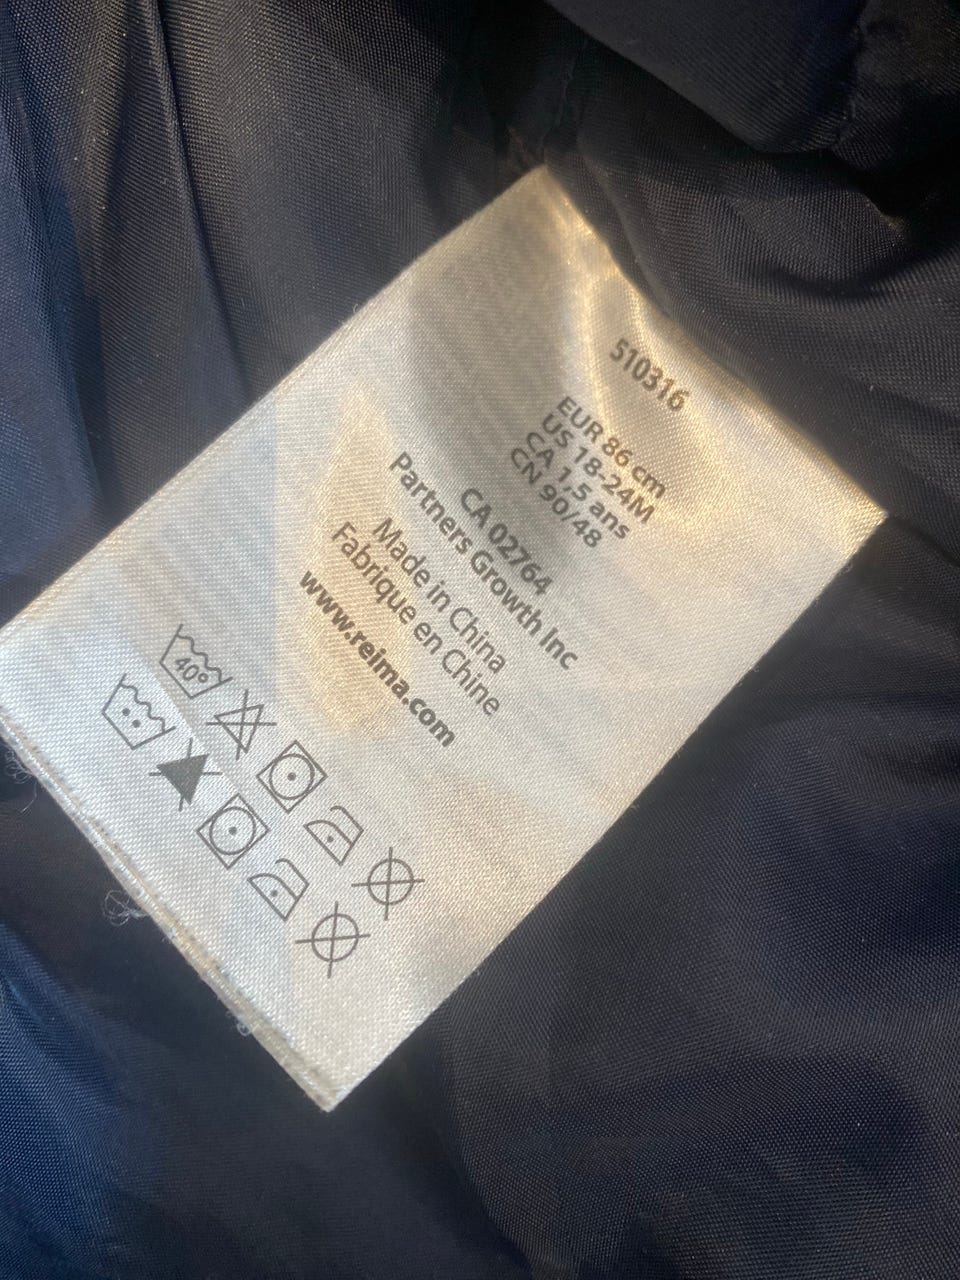 510316
EUR 86 cm
US 18-24M
CA 1,5 ans
CN 90/48
CA 02764
Partners Growth Inc
Made in China
Fabrique en Chine
www.reima.com
40°